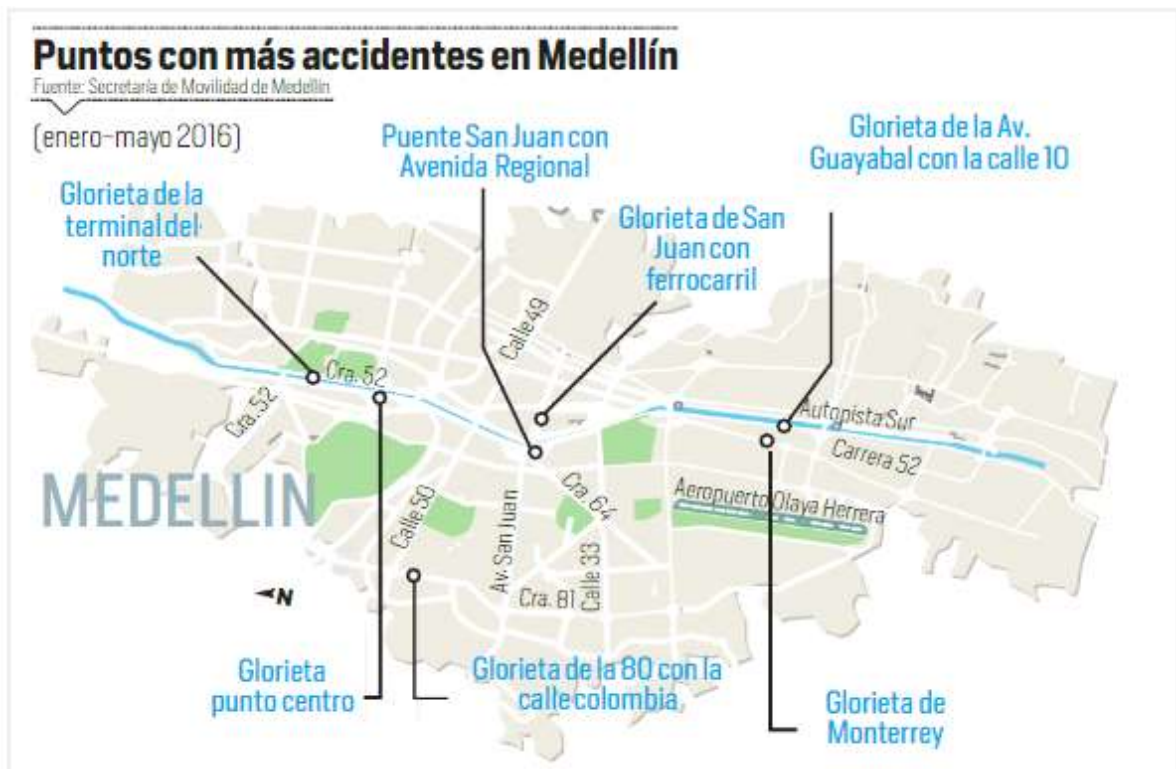 Puntos con más accidentes en Medellín
Fuente: Secretaría de Movilidad de Medellín
(enero-mayo 2016)
Puente San Juan con
Avenida Regional
Glorieta de la Av.
Guayabal con la calle 10
Glorieta de la
terminal del
norte
Glorieta de San
Juan con
ferrocarril
Calle 49
Cra. 52
Cra. 52
Autopista Sur
Carrera 52
MEDELLIN
Calle 50
Cra. 64
Aeropuerto Olaya Herrera
Av. San Juan
Calle 33
Cra. 81
N
Glorieta
punto centro
Glorieta de la 80 con la
calle colombia
Glorieta de
Monterrey